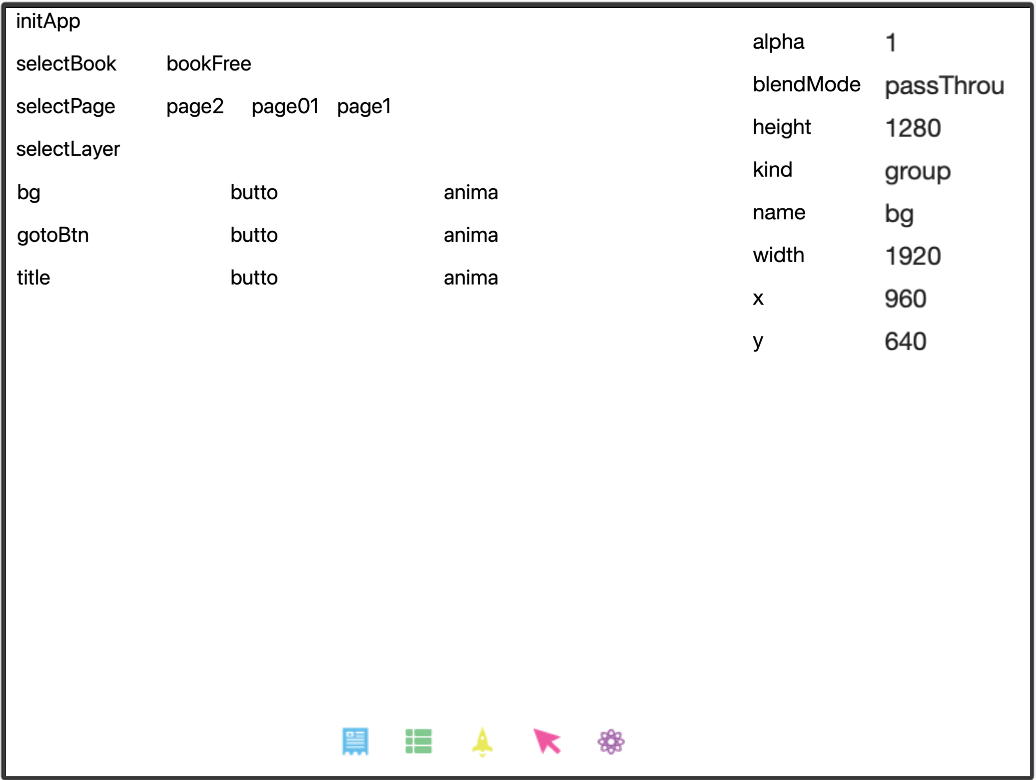 initApp
selectBook bookFree
selectPage page2 page01 page1
selectLayer
bg butto anima
gotoBtn butto anima
title butto anima
alpha 1
blendMode passThrou
height 1280
kind group
name bg
width 1920
x 960
y 640